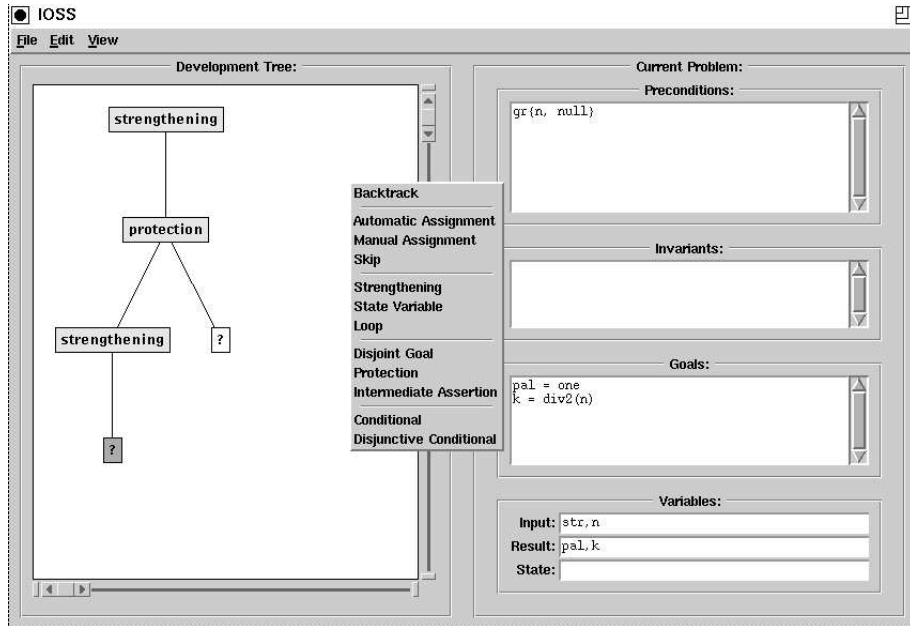 IOSS
File Edit View
Development Tree:
strengthening
protection
strengthening
?
?
Backtrack
Automatic Assignment
Manual Assignment
Skip
Strengthening
State Variable
Loop
Disjoint Goal
Protection
Intermediate Assertion
Conditional
Disjunctive Conditional
Current Problem:
Preconditions:
gr(n, null)
Invariants:
Goals:
pal = one
k = div2(n)
Variables:
Input: str,n
Result: pal,k
State: